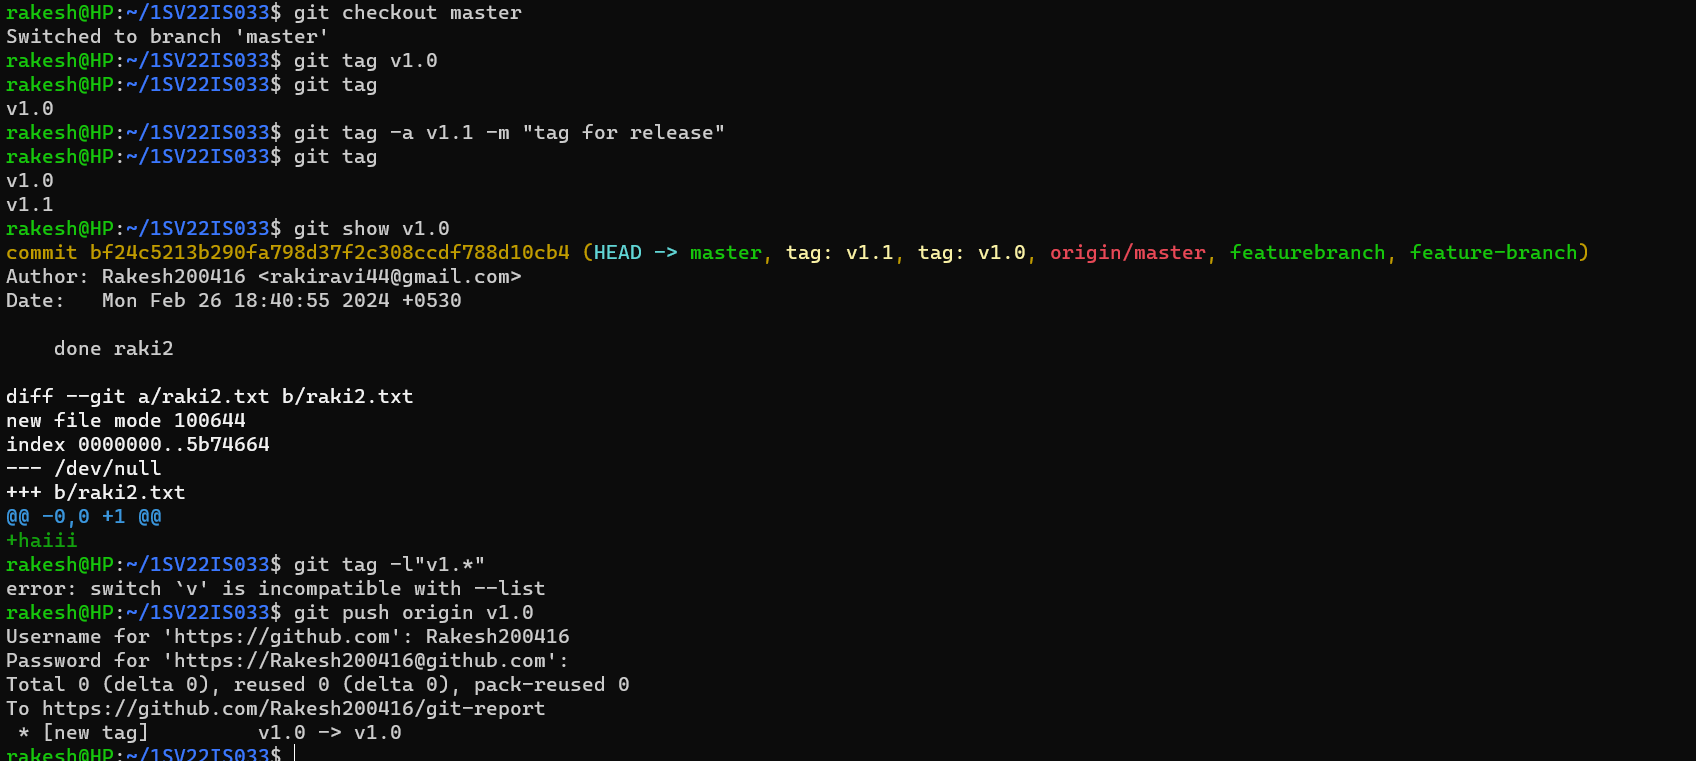 rakesh@HP:~/1SV22IS033$ git checkout master
Switched to branch 'master'
rakesh@HP:~/1SV22IS033$ git tag v1.0
rakesh@HP:~/1SV22IS033$ git tag
v1.0
rakesh@HP:~/1SV22IS033$ git tag -a v1.1 -m "tag for release"
rakesh@HP:~/1SV22IS033$ git tag
v1.0
v1.1
rakesh@HP:~/1SV22IS033$ git show v1.0
commit bf24c5213b290fa798d37f2c308ccdf788d10cb4 (HEAD -> master, tag: v1.1, tag: v1.0, origin/master, featurebranch, feature-branch)
Author: Rakesh200416 <rakiravi44@gmail.com>
Date:   Mon Feb 26 18:40:55 2024 +0530
    done raki2
diff --git a/raki2.txt b/raki2.txt
new file mode 100644
index 0000000..5b74664
--- /dev/null
+++ b/raki2.txt
@@ -0,0 +1 @@
+haiii
rakesh@HP:~/1SV22IS033$ git tag -l"v1.*"
error: switch `v' is incompatible with --list
rakesh@HP:~/1SV22IS033$ git push origin v1.0
Username for 'https://github.com': Rakesh200416
Password for 'https://Rakesh200416@github.com':
Total 0 (delta 0), reused 0 (delta 0), pack-reused 0
To https://github.com/Rakesh200416/git-report
 * [new tag]         v1.0 -> v1.0
rakesh@HP:~/1SV22IS033$